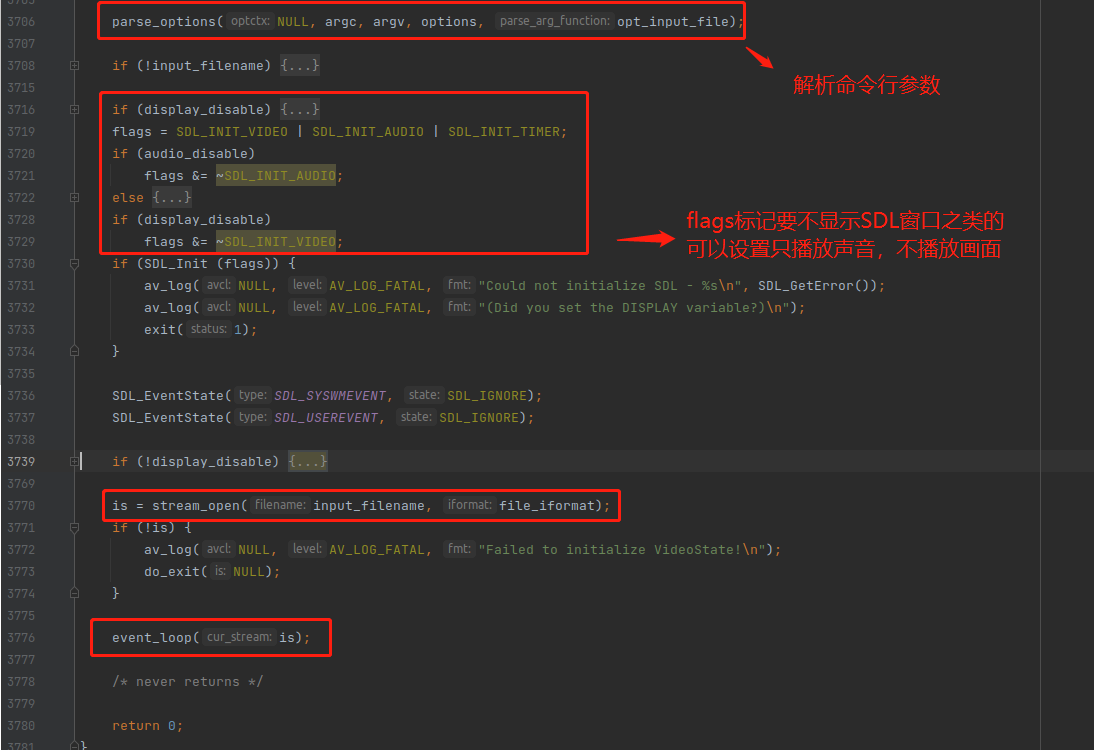 3705
3706 parse_options( optctx: NULL, argc, argv, options, parse_arg_function: opt_input_file);
3707
3708 if (!input_filename) {...}
解析命令行参数
3715
3716 if (display_disable) {...}
3719 flags = SDL_INIT_VIDEO | SDL_INIT_AUDIO | SDL_INIT_TIMER;
3720 if (audio_disable)
3721 flags &= ~SDL_INIT_AUDIO;
3722 else {...}
3728 if (display_disable)
flags标记要不显示SDL窗口之类的
3729 flags &= ~SDL_INIT_VIDEO;
可以设置只播放声音，不播放画面
3730 if (SDL_Init (flags)) {
3731 av_log( avcl: NULL, level: AV_LOG_FATAL, fmt: "Could not initialize SDL - %s\n", SDL_GetError());
3732 av_log( avcl: NULL, level: AV_LOG_FATAL, fmt: "(Did you set the DISPLAY variable?)\n");
3733 exit( status: 1);
3734 }
3735
3736 SDL_EventState( type: SDL_SYSWMEVENT, state: SDL_IGNORE);
3737 SDL_EventState( type: SDL_USEREVENT, state: SDL_IGNORE);
3738
3739 if (!display_disable) {...}
3769
3770 is = stream_open( filename: input_filename, iformat: file_iformat);
3771 if (!is) {
3772 av_log( avcl: NULL, level: AV_LOG_FATAL, fmt: "Failed to initialize VideoState!\n");
3773 do_exit( is: NULL);
3774 }
3775
3776 event_loop( cur_stream: is);
3777
3778 /* never returns */
3779
3780 return 0;
3781 }